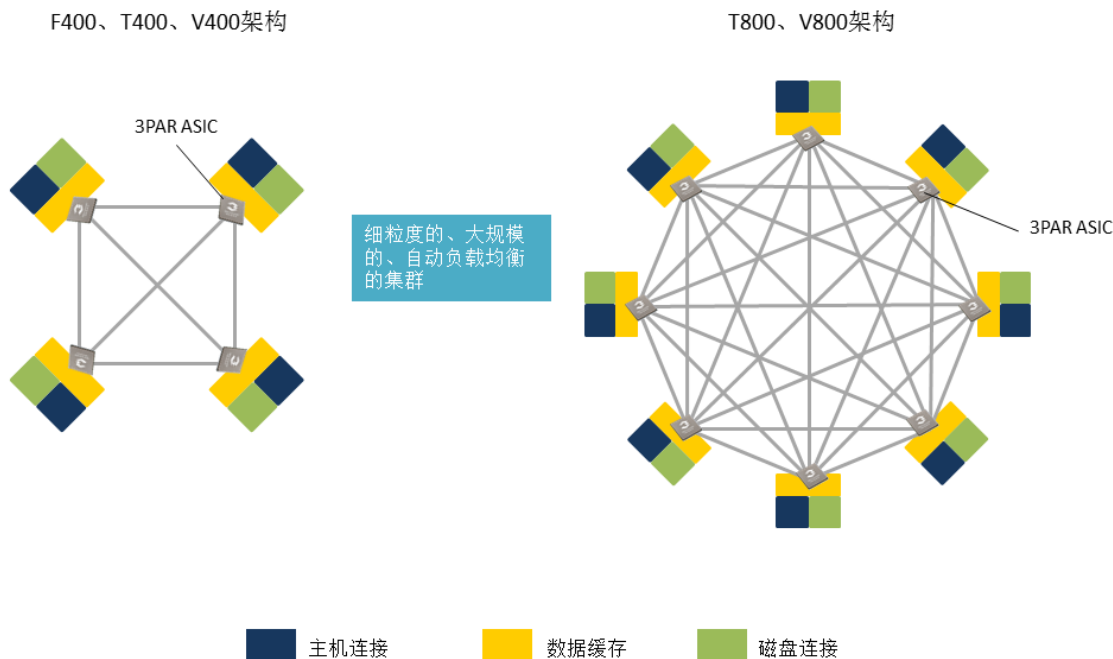 F400、T400、V400架构
T800、V800架构
3PAR ASIC
细粒度的、大规模
的、自动负载均衡
的集群
3PAR ASIC
主机连接
数据缓存
磁盘连接